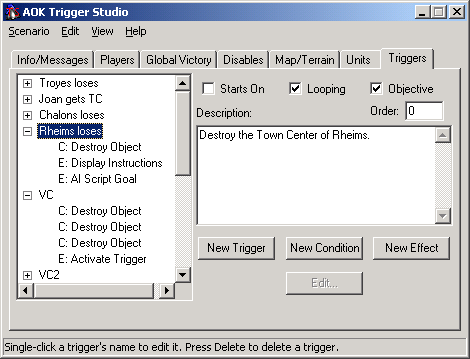 AOK Trigger Studio
Scenario Edit View Help
Info/Messages Players Global Victory Disables Map/Terrain Units Triggers
Troyes loses
Joan gets TC
Chalons loses
Rheims loses
C: Destroy Object
E: Display Instructions
E: AI Script Goal
VC
C: Destroy Object
C: Destroy Object
C: Destroy Object
E: Activate Trigger
VC2
Starts On Looping Objective
Description: Order: 0
Destroy the Town Center of Rheims.
New Trigger New Condition New Effect
Edit...
Single-click a trigger's name to edit it. Press Delete to delete a trigger.